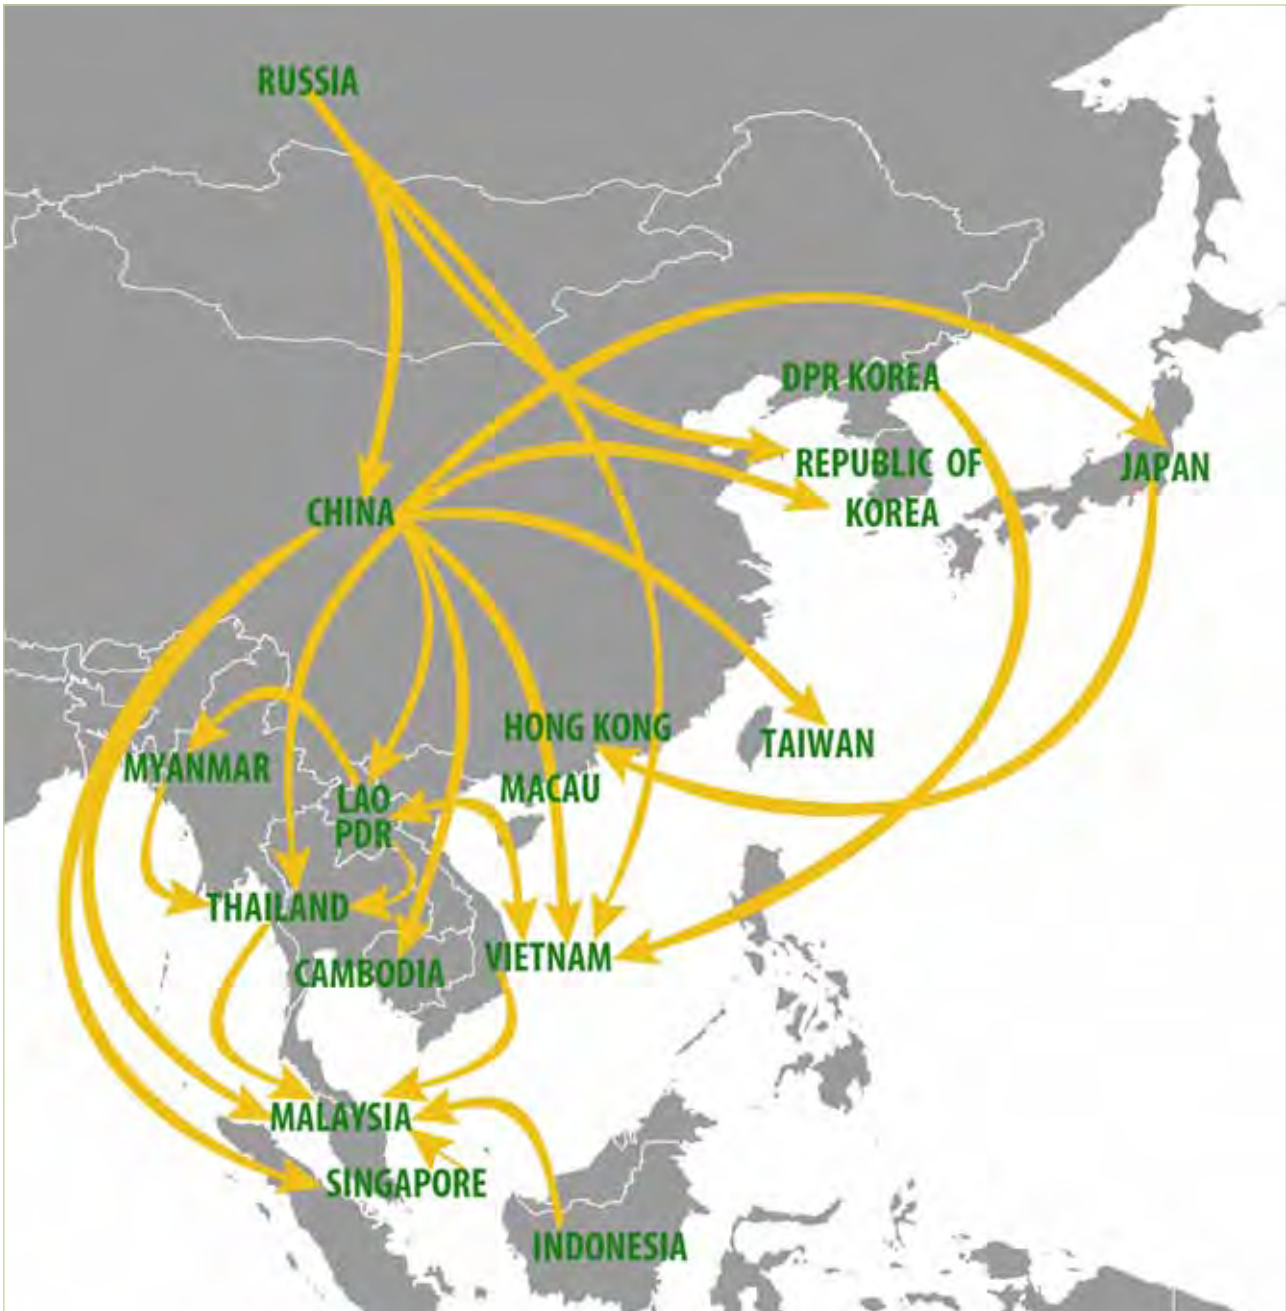 RUSSIA
DPR KOREA
REPUBLIC OF
KOREA
JAPAN
CHINA
HONG KONG
TAIWAN
MYANMAR
MACAU
LAO
PDR
THAILAND
VIETNAM
CAMBODIA
MALAYSIA
SINGAPORE
INDONESIA